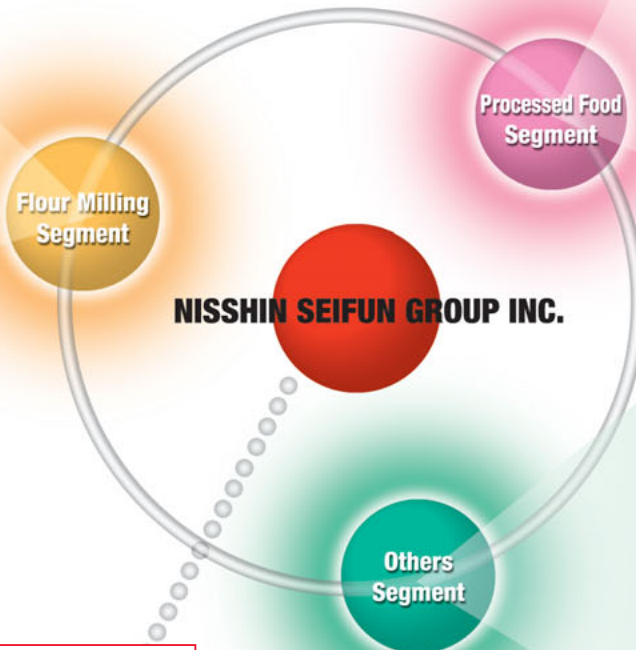 Processed Food
Segment
Flour Milling
Segment
NISSHIN SEIFUN GROUP INC.
Others
Segment